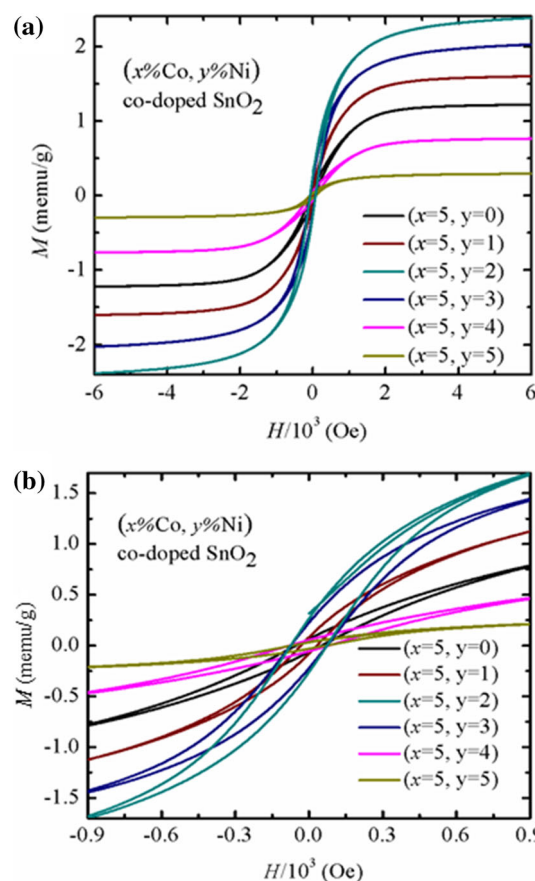 (a)
(x%Co, y%Ni)
co-doped SnO2
2
1
0
-1
-2
M (memu/g)
(x=5, y=0)
(x=5, y=1)
(x=5, y=2)
(x=5, y=3)
(x=5, y=4)
(x=5, y=5)
-6 -4 -2 0 2 4 6
H/10^3 (Oe)
(b)
(x%Co, y%Ni)
co-doped SnO2
1.5
1.0
0.5
0.0
-0.5
-1.0
-1.5
M (memu/g)
(x=5, y=0)
(x=5, y=1)
(x=5, y=2)
(x=5, y=3)
(x=5, y=4)
(x=5, y=5)
-0.9 -0.6 -0.3 0.0 0.3 0.6 0.9
H/10^3 (Oe)